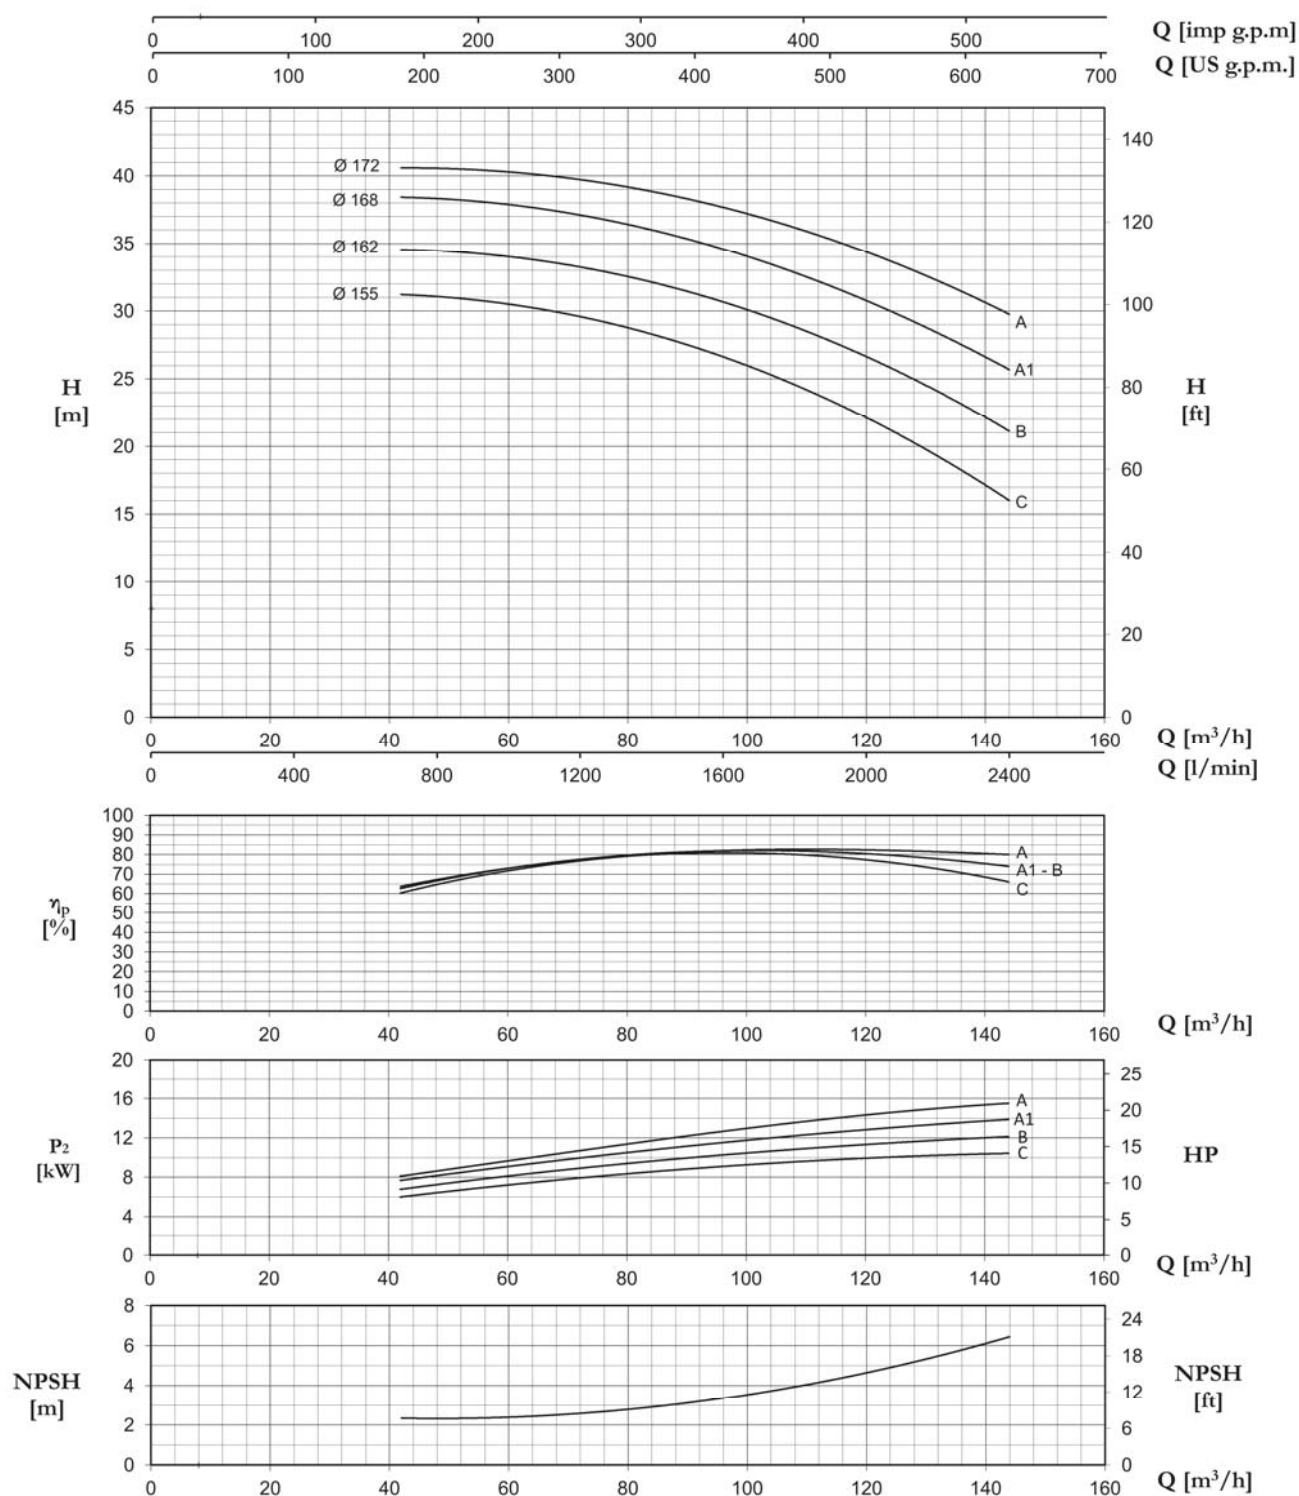 0 100 200 300 400 500 Q [imp g.p.m]
0 100 200 300 400 500 600 700 Q [US g.p.m.]
45
40
35
30
25
20
15
10
5
0
H
[m]
140
120
100
80
60
40
20
0
H
[ft]
Ø 172
Ø 168
Ø 162
Ø 155
A
A1
B
C
0 20 40 60 80 100 120 140 160 Q [m³/h]
0 400 800 1200 1600 2000 2400 Q [l/min]
100
90
80
70
60
50
40
30
20
10
0
ηp
[%]
A
A1 - B
C
0 20 40 60 80 100 120 140 160 Q [m³/h]
20
16
12
8
4
0
P2
[kW]
A
A1
B
C
25
20
15
10
5
0
HP
0 20 40 60 80 100 120 140 160 Q [m³/h]
8
6
4
2
0
NPSH
[m]
24
18
12
6
0
NPSH
[ft]
0 20 40 60 80 100 120 140 160 Q [m³/h]